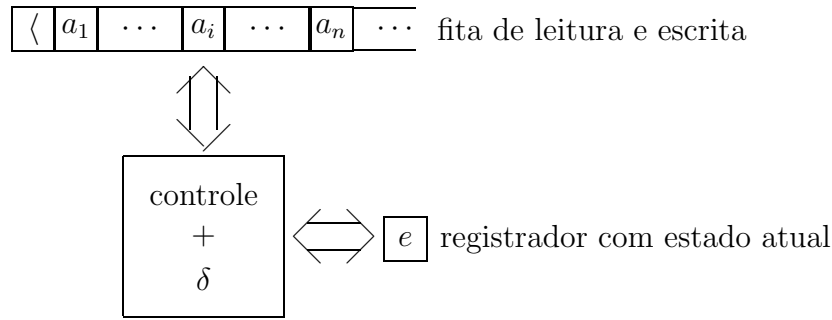 ⟨ a₁ ⋯ aᵢ ⋯ aₙ ⋯ fita de leitura e escrita
controle
+
δ
e registrador com estado atual